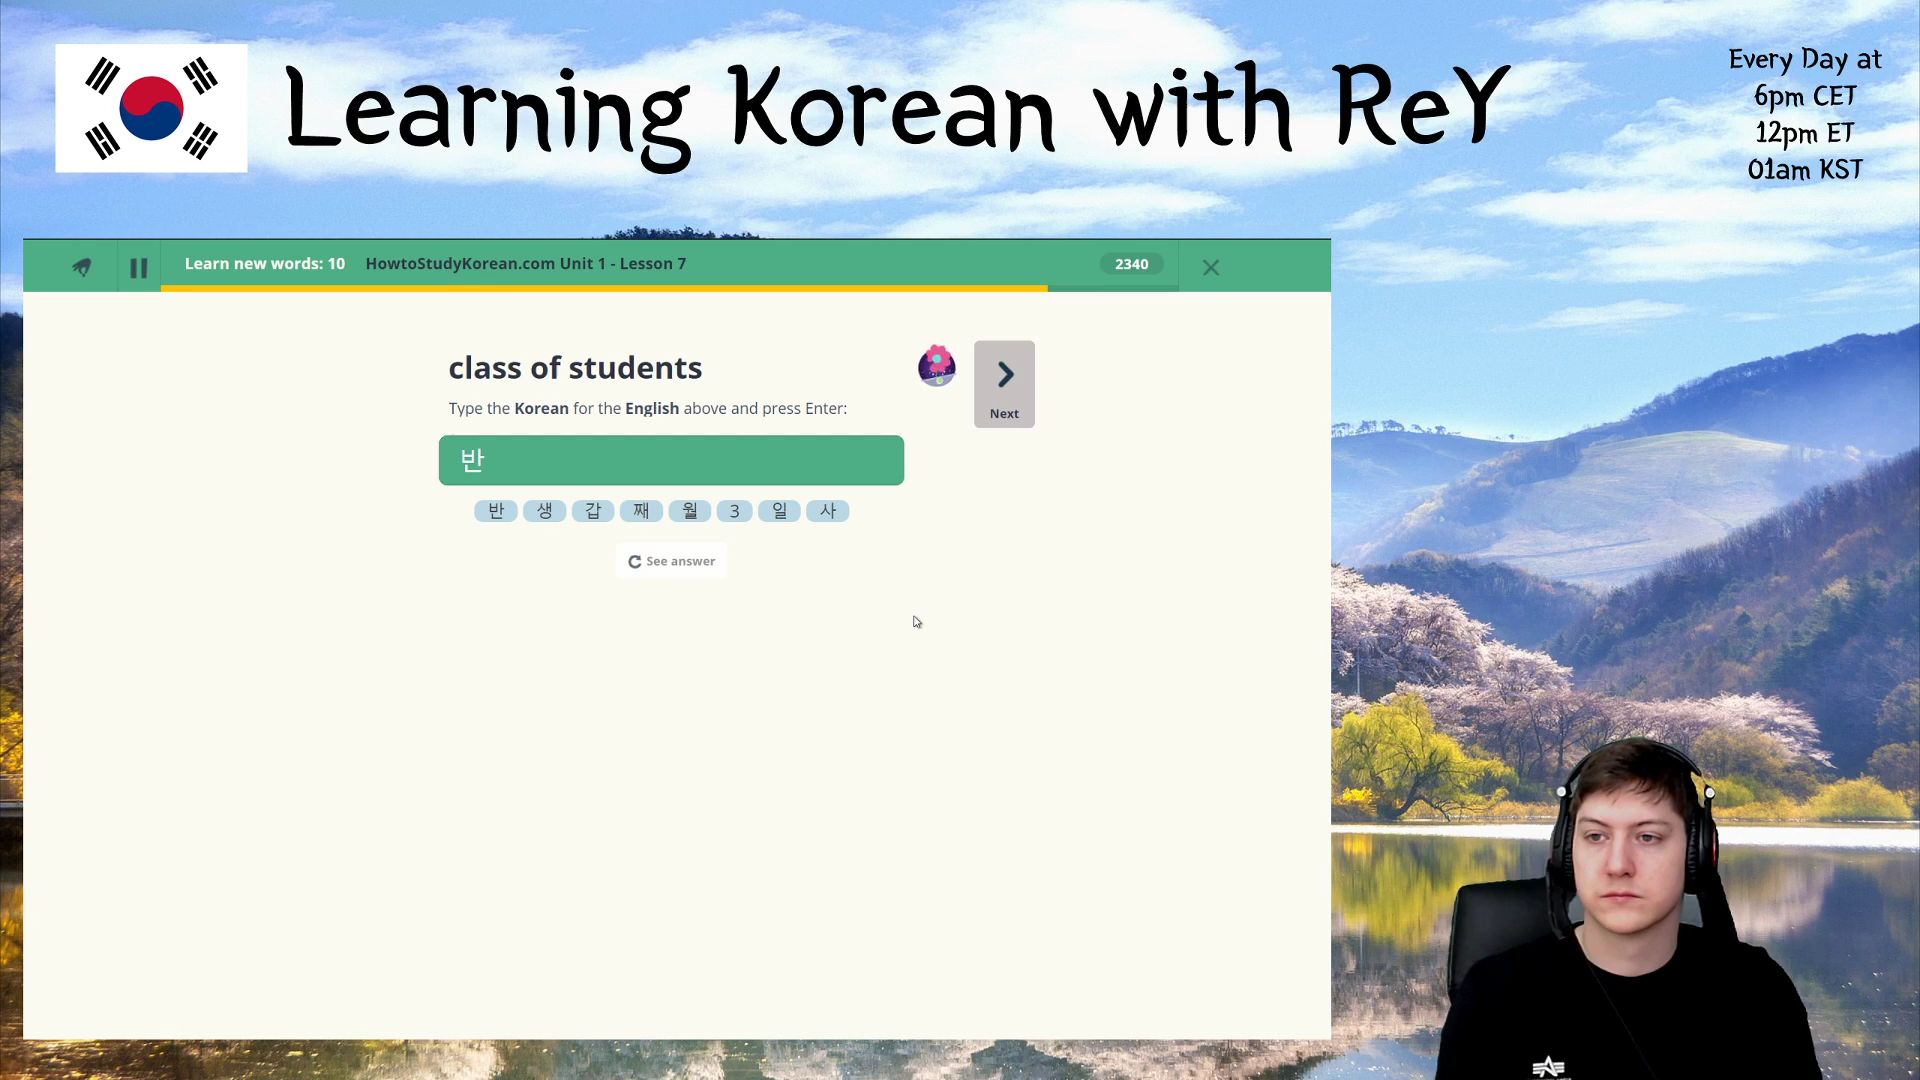 Learning Korean with ReY
Every Day at
6pm CET
12pm ET
01am KST
Learn new words: 10 HowtoStudyKorean.com Unit 1 - Lesson 7 2340
class of students
Type the Korean for the English above and press Enter:
Next
반
반 생 갑 째 월 3 일 사
See answer